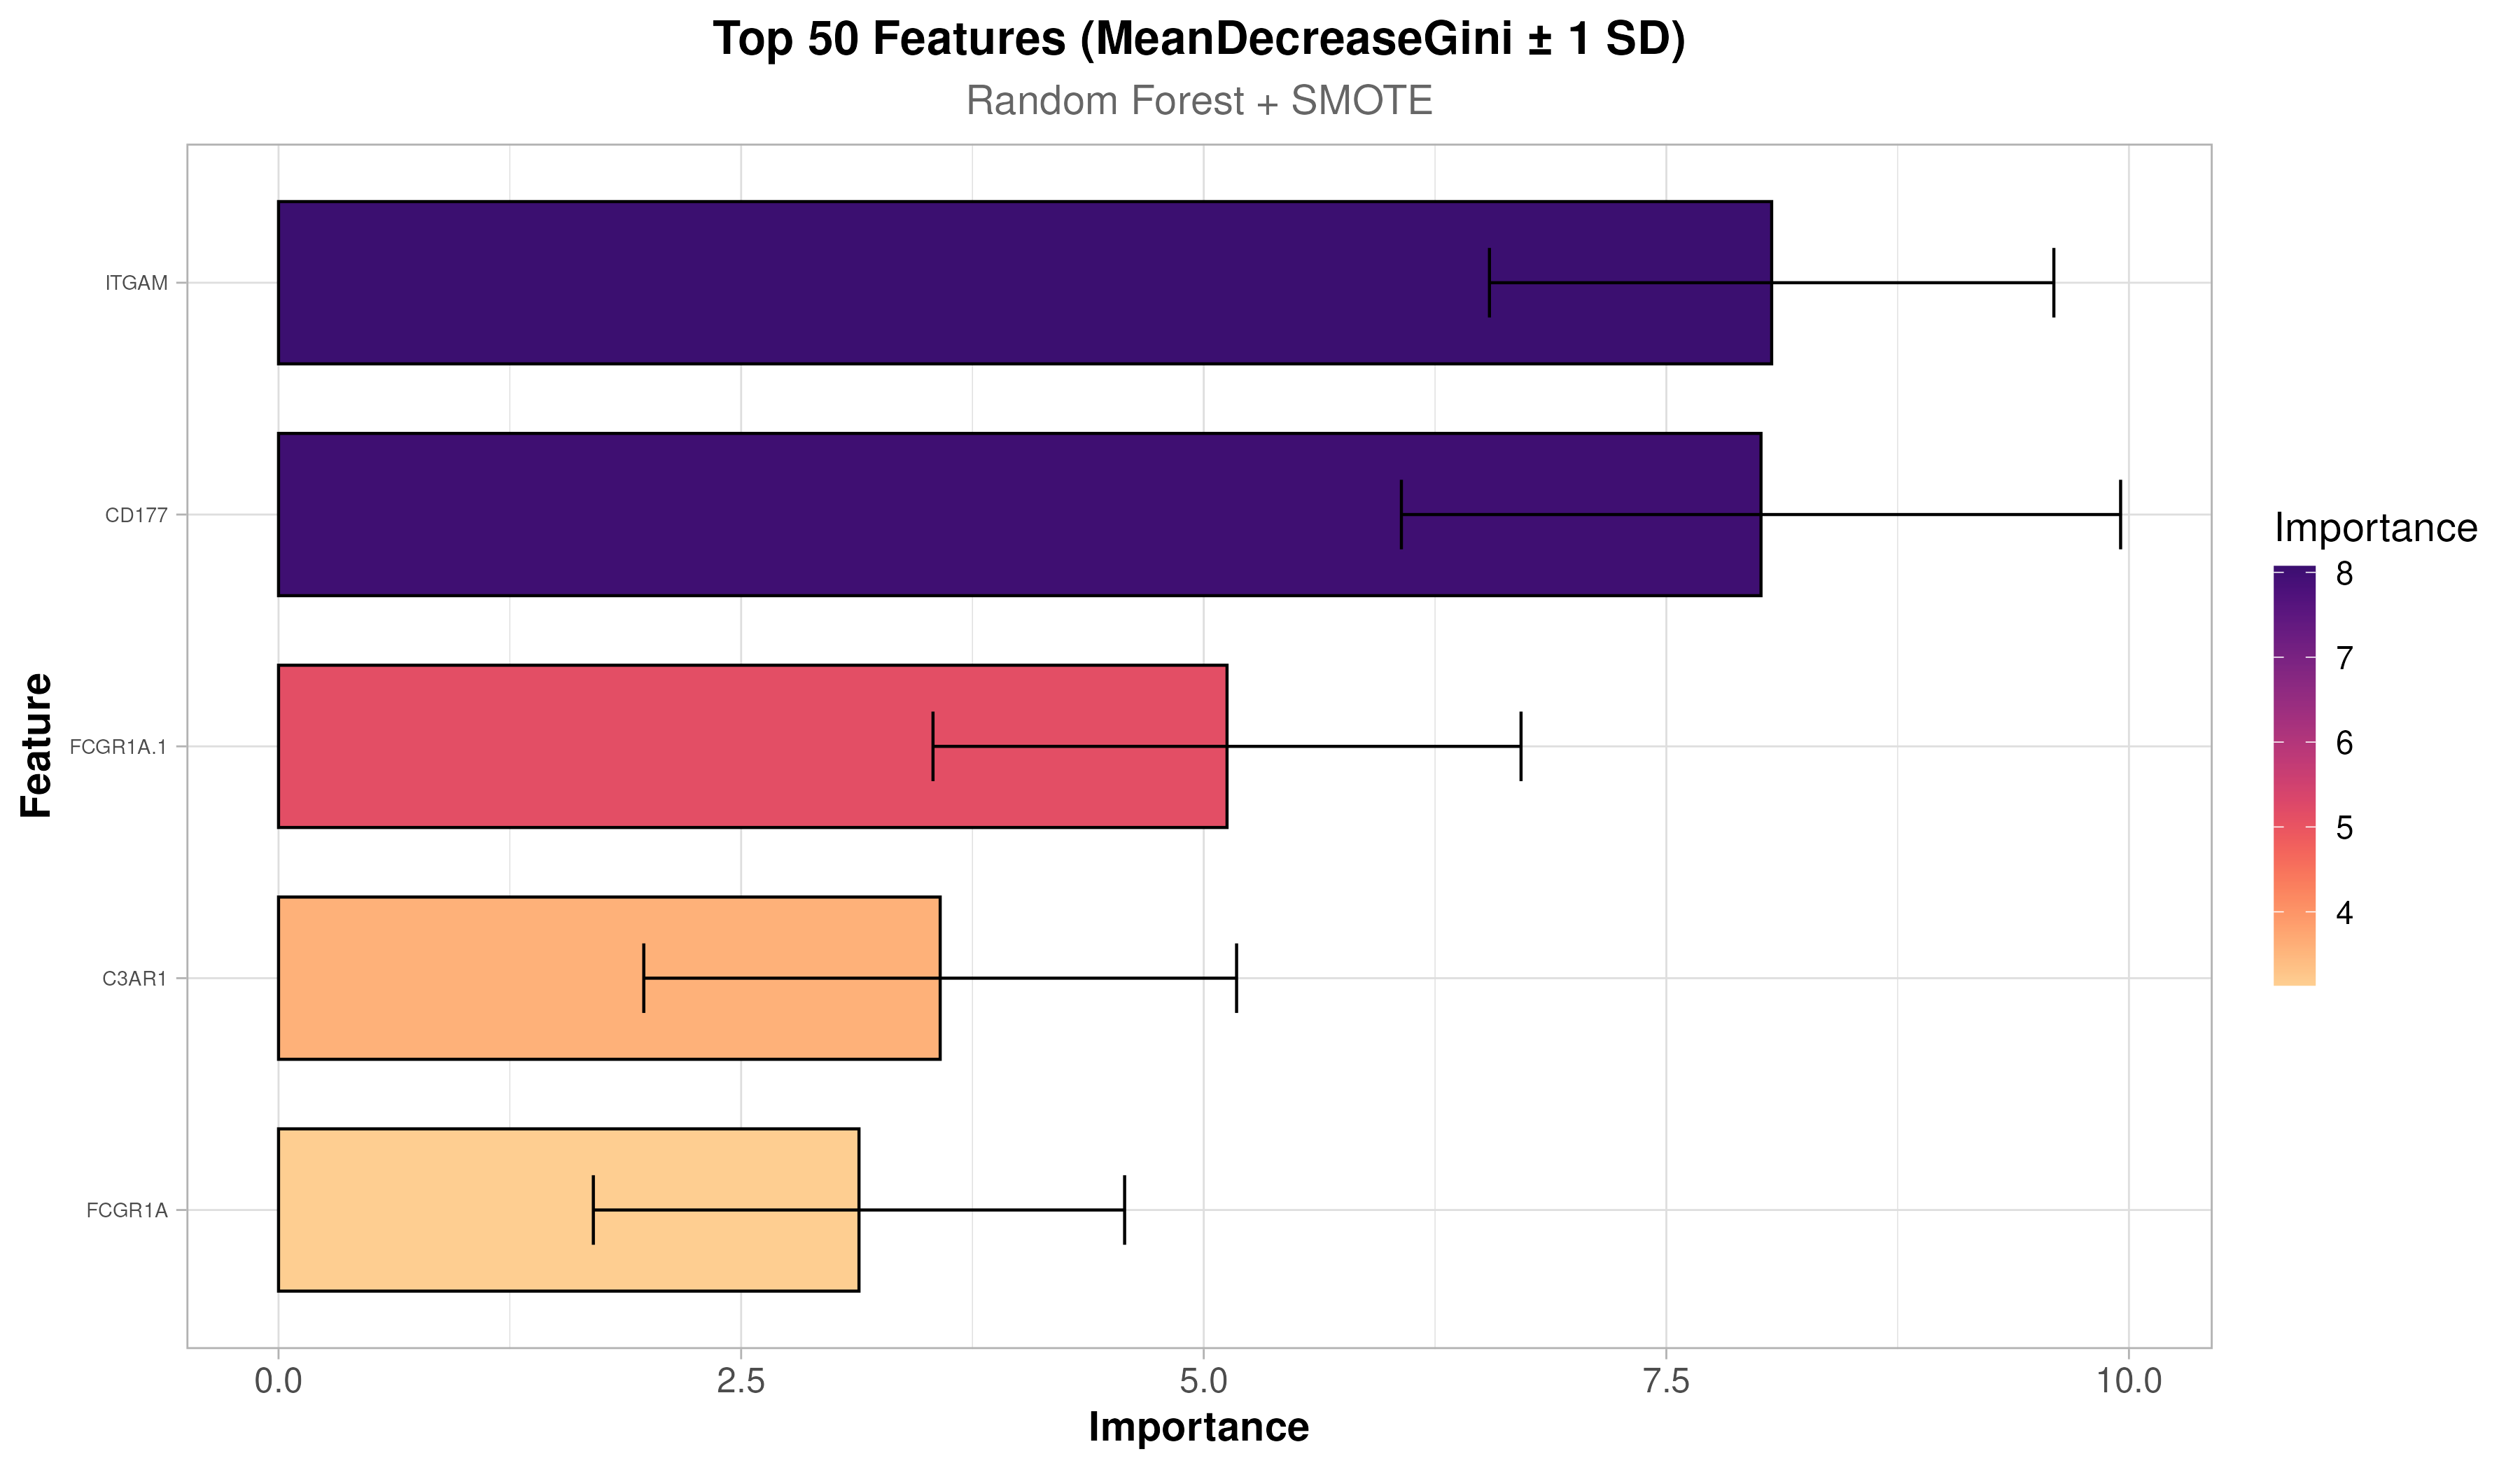 Top 50 Features (MeanDecreaseGini ± 1 SD)
Random Forest + SMOTE
Feature
ITGAM
CD177
FCGR1A.1
C3AR1
FCGR1A
0.0 2.5 5.0 7.5 10.0
Importance
Importance
8
7
6
5
4